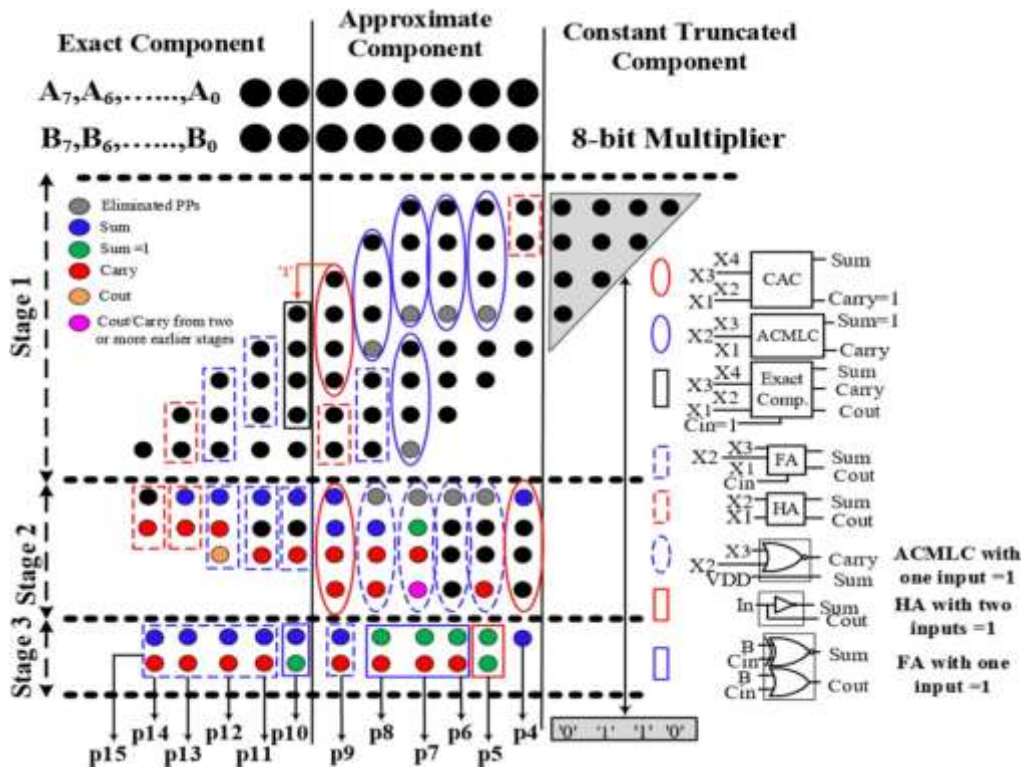 Exact Component
Approximate
Component
Constant Truncated
Component
A₇,A₆,…...,A₀
B₇,B₆,…...,B₀
8-bit Multiplier
Stage 1
Eliminated PPs
Sum
Sum =1
Carry
Cout
Cout/Carry from two
or more earlier stages
'1'
X4
X3
X2
X1
CAC
Sum
Carry=1
X3
X2
X1
ACMLC
Sum=1
Carry
X4
X3
X2
X1
Cin=1
Exact
Comp.
Sum
Carry
Cout
X3
X2
X1
Cin
FA
Sum
Cout
X2
X1
HA
Sum
Cout
Stage 2
X3
X2
VDD
Carry
Sum
ACMLC with
one input =1
In
Sum
Cout
HA with two
inputs =1
Stage 3
B
Cin
B
Cin
Sum
Cout
FA with one
input =1
p15
p14
p13
p12
p11
p10
p9
p8
p7
p6
p5
p4
'0' '1' '1' '0'